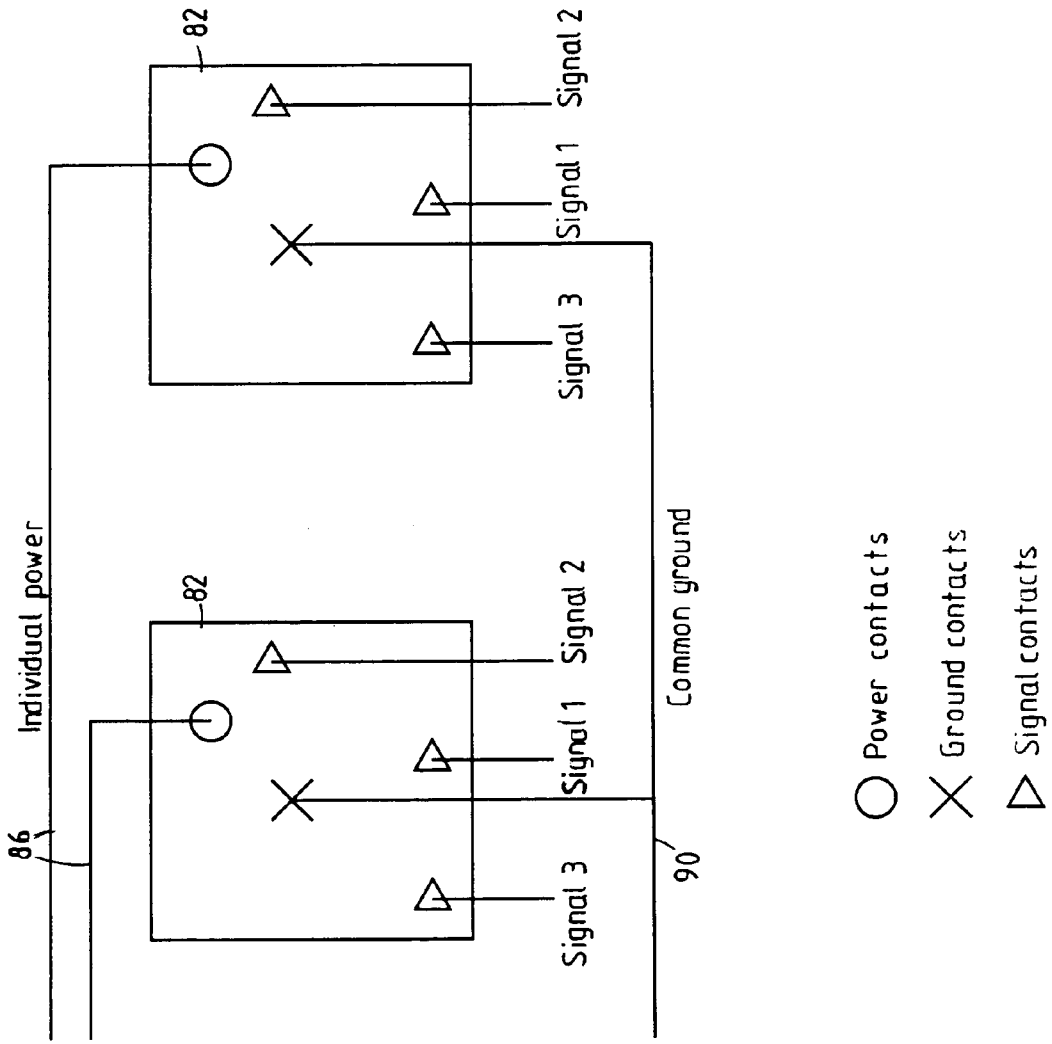 Individual power
86
82
82
Signal 3
Signal 1
Signal 2
Signal 3
Signal 1
Signal 2
90
Common ground
Power contacts
Ground contacts
Signal contacts